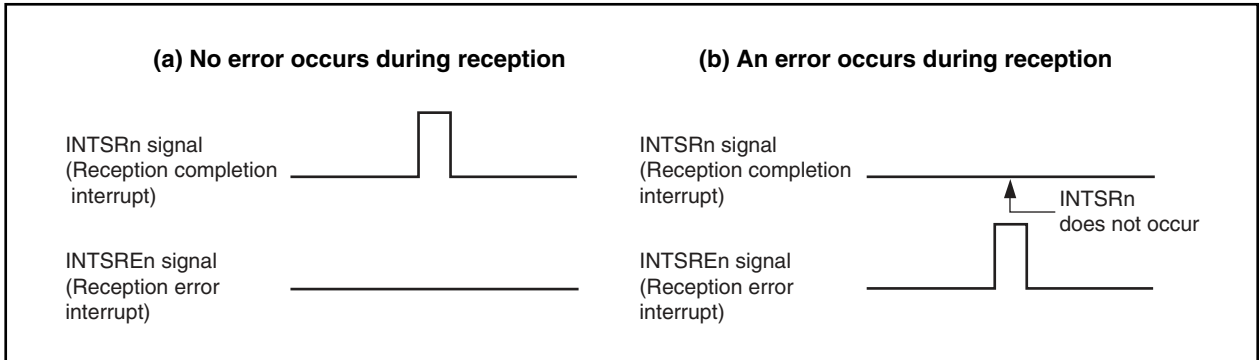 (a) No error occurs during reception
INTSRn signal
(Reception completion
interrupt)
INTSREn signal
(Reception error
interrupt)
(b) An error occurs during reception
INTSRn signal
(Reception completion
interrupt)
INTSRn
does not occur
INTSREn signal
(Reception error
interrupt)